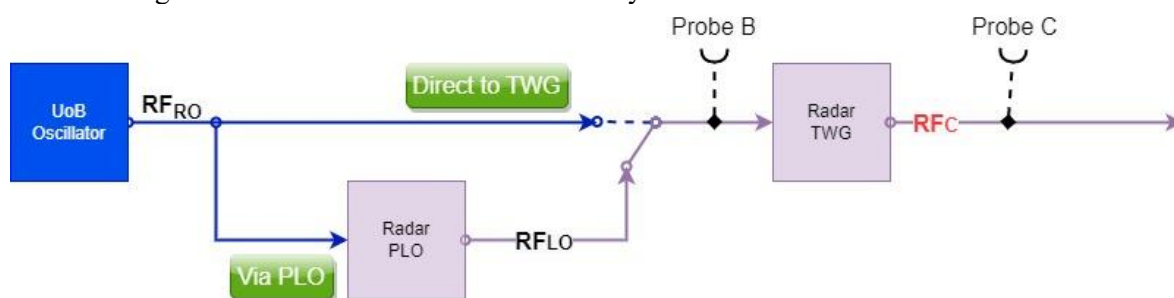 Probe B
Probe C
Direct to TWG
UoB
Oscillator
RFRO
Radar
TWG
RFC
Radar
PLO
RFLO
Via PLO